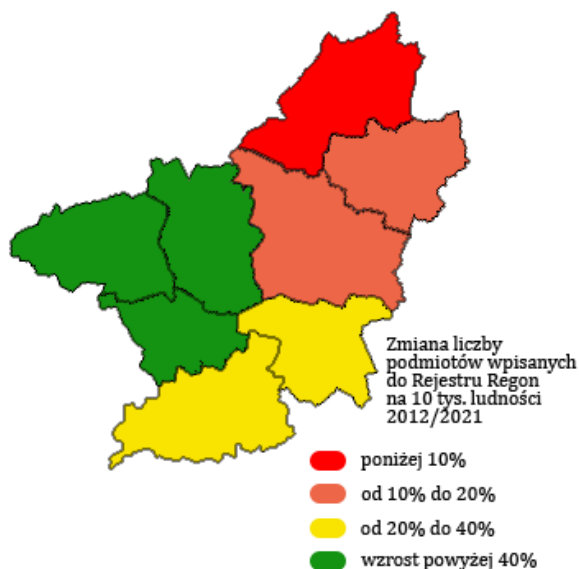 Zmiana liczby
podmiotów wpisanych
do Rejestru Regon
na 10 tys. ludności
2012/2021
poniżej 10%
od 10% do 20%
od 20% do 40%
wzrost powyżej 40%